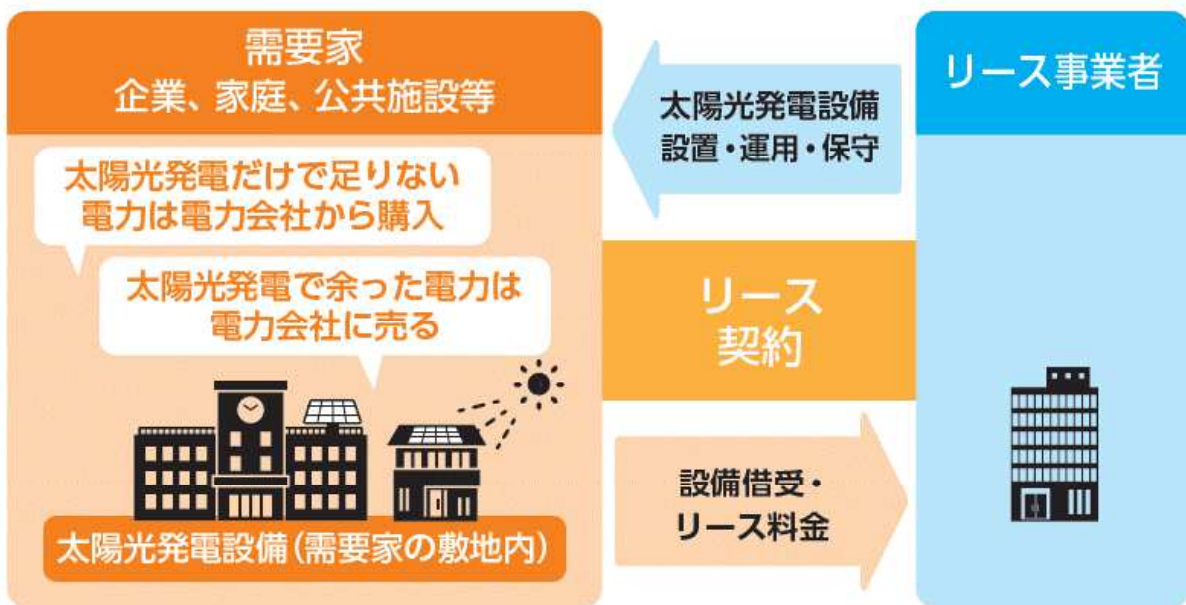 需要家
企業、家庭、公共施設等
太陽光発電だけで足りない
電力は電力会社から購入
太陽光発電で余った電力は
電力会社に売る
太陽光発電設備(需要家の敷地内)
太陽光発電設備
設置・運用・保守
リース
契約
設備借受・
リース料金
リース事業者